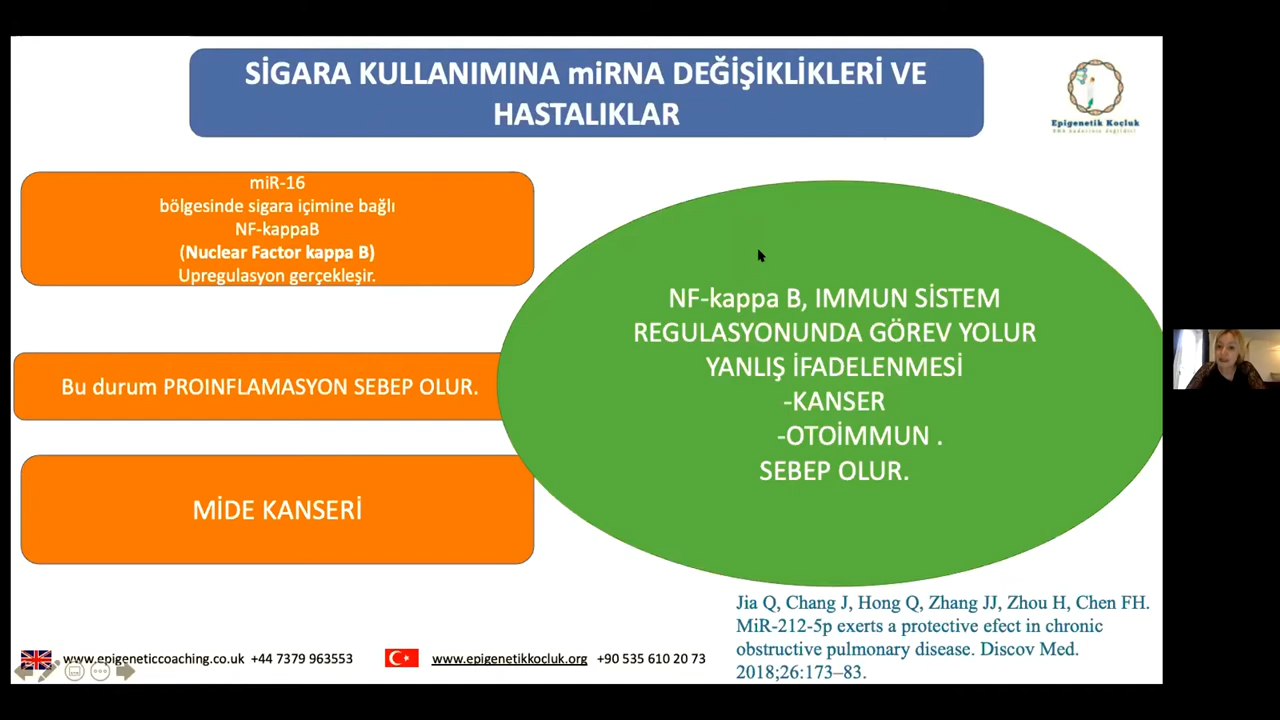 SİGARA KULLANIMINA miRNA DEĞİŞİKLİKLERİ VE
HASTALIKLAR
Epigenetik Koçluk
miR-16
bölgesinde sigara içimine bağlı
NF-kappaB
(Nuclear Factor kappa B)
Upregulasyon gerçekleşir.
Bu durum PROINFLAMASYON SEBEP OLUR.
MİDE KANSERİ
NF-kappa B, IMMUN SİSTEM
REGULASYONUNDA GÖREV YOLUR
YANLIŞ İFADELENMESİ
-KANSER
-OTOİMMUN .
SEBEP OLUR.
Jia Q, Chang J, Hong Q, Zhang JJ, Zhou H, Chen FH.
MiR-212-5p exerts a protective efect in chronic
obstructive pulmonary disease. Discov Med.
2018;26:173–83.
www.epigeneticcoaching.co.uk +44 7379 963553
www.epigenetikkocluk.org +90 535 610 20 73